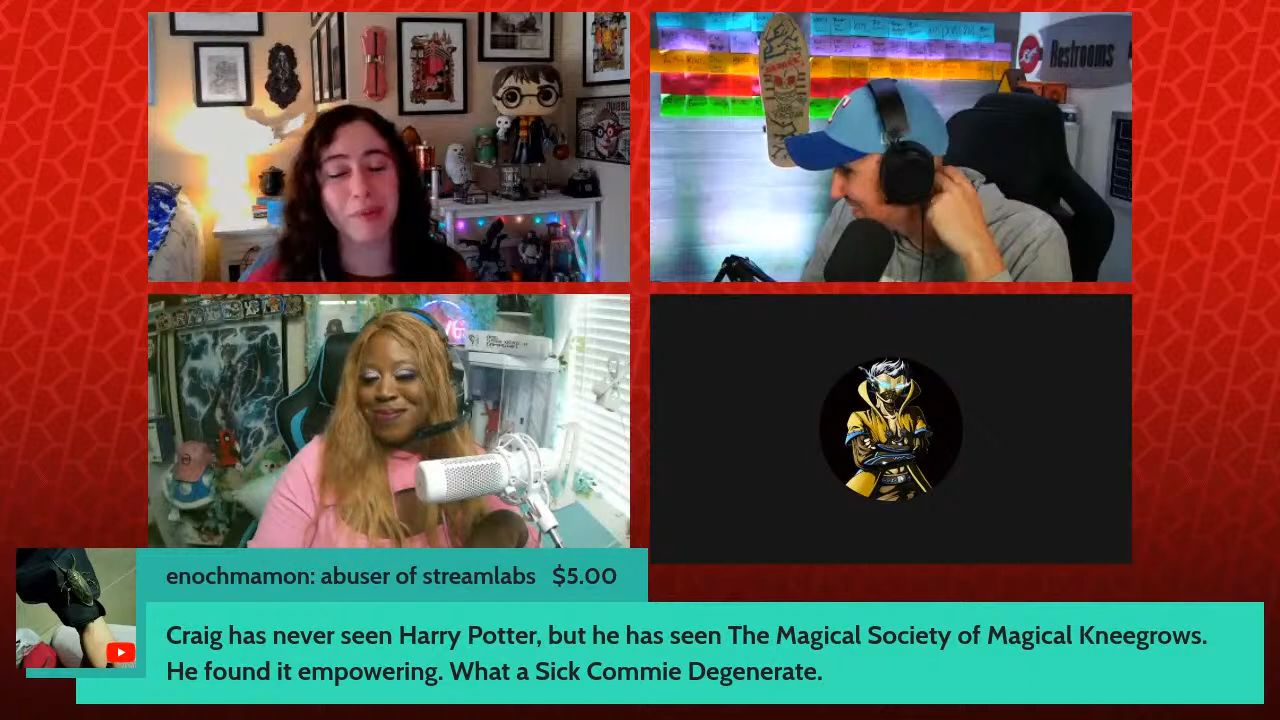 Restrooms
enochmamon: abuser of streamlabs $5.00
Craig has never seen Harry Potter, but he has seen The Magical Society of Magical Kneegrows.
He found it empowering. What a Sick Commie Degenerate.